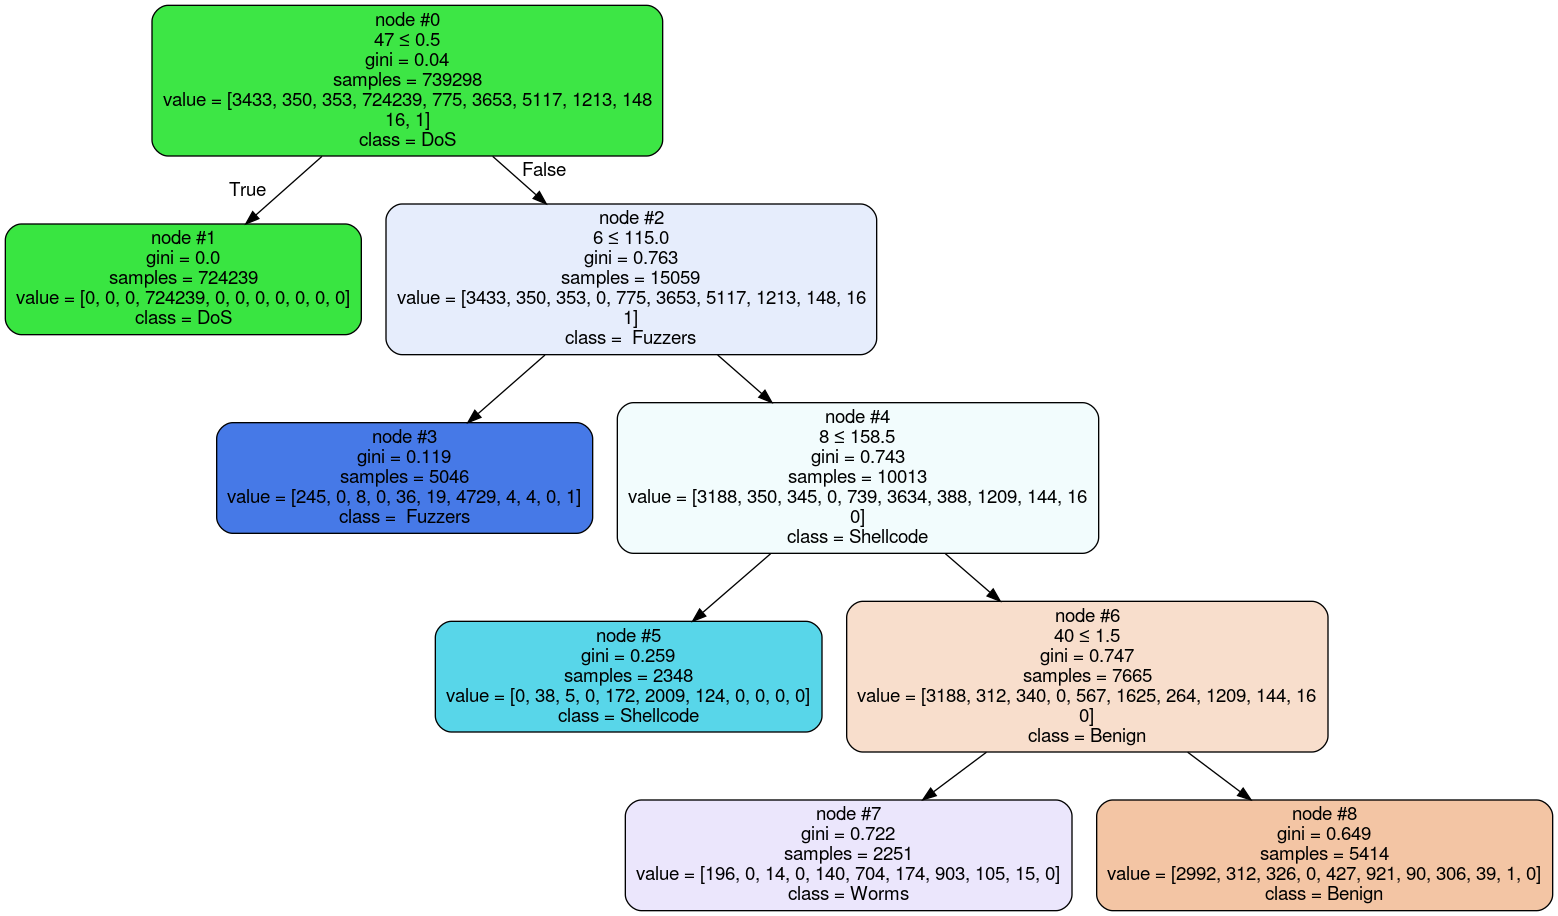 node #0
47 ≤ 0.5
gini = 0.04
samples = 739298
value = [3433, 350, 353, 724239, 775, 3653, 5117, 1213, 148
16, 1]
class = DoS
True
False
node #1
gini = 0.0
samples = 724239
value = [0, 0, 0, 724239, 0, 0, 0, 0, 0, 0, 0]
class = DoS
node #2
6 ≤ 115.0
gini = 0.763
samples = 15059
value = [3433, 350, 353, 0, 775, 3653, 5117, 1213, 148, 16
1]
class =  Fuzzers
node #3
gini = 0.119
samples = 5046
value = [245, 0, 8, 0, 36, 19, 4729, 4, 4, 0, 1]
class =  Fuzzers
node #4
8 ≤ 158.5
gini = 0.743
samples = 10013
value = [3188, 350, 345, 0, 739, 3634, 388, 1209, 144, 16
0]
class = Shellcode
node #5
gini = 0.259
samples = 2348
value = [0, 38, 5, 0, 172, 2009, 124, 0, 0, 0, 0]
class = Shellcode
node #6
40 ≤ 1.5
gini = 0.747
samples = 7665
value = [3188, 312, 340, 0, 567, 1625, 264, 1209, 144, 16
0]
class = Benign
node #7
gini = 0.722
samples = 2251
value = [196, 0, 14, 0, 140, 704, 174, 903, 105, 15, 0]
class = Worms
node #8
gini = 0.649
samples = 5414
value = [2992, 312, 326, 0, 427, 921, 90, 306, 39, 1, 0]
class = Benign